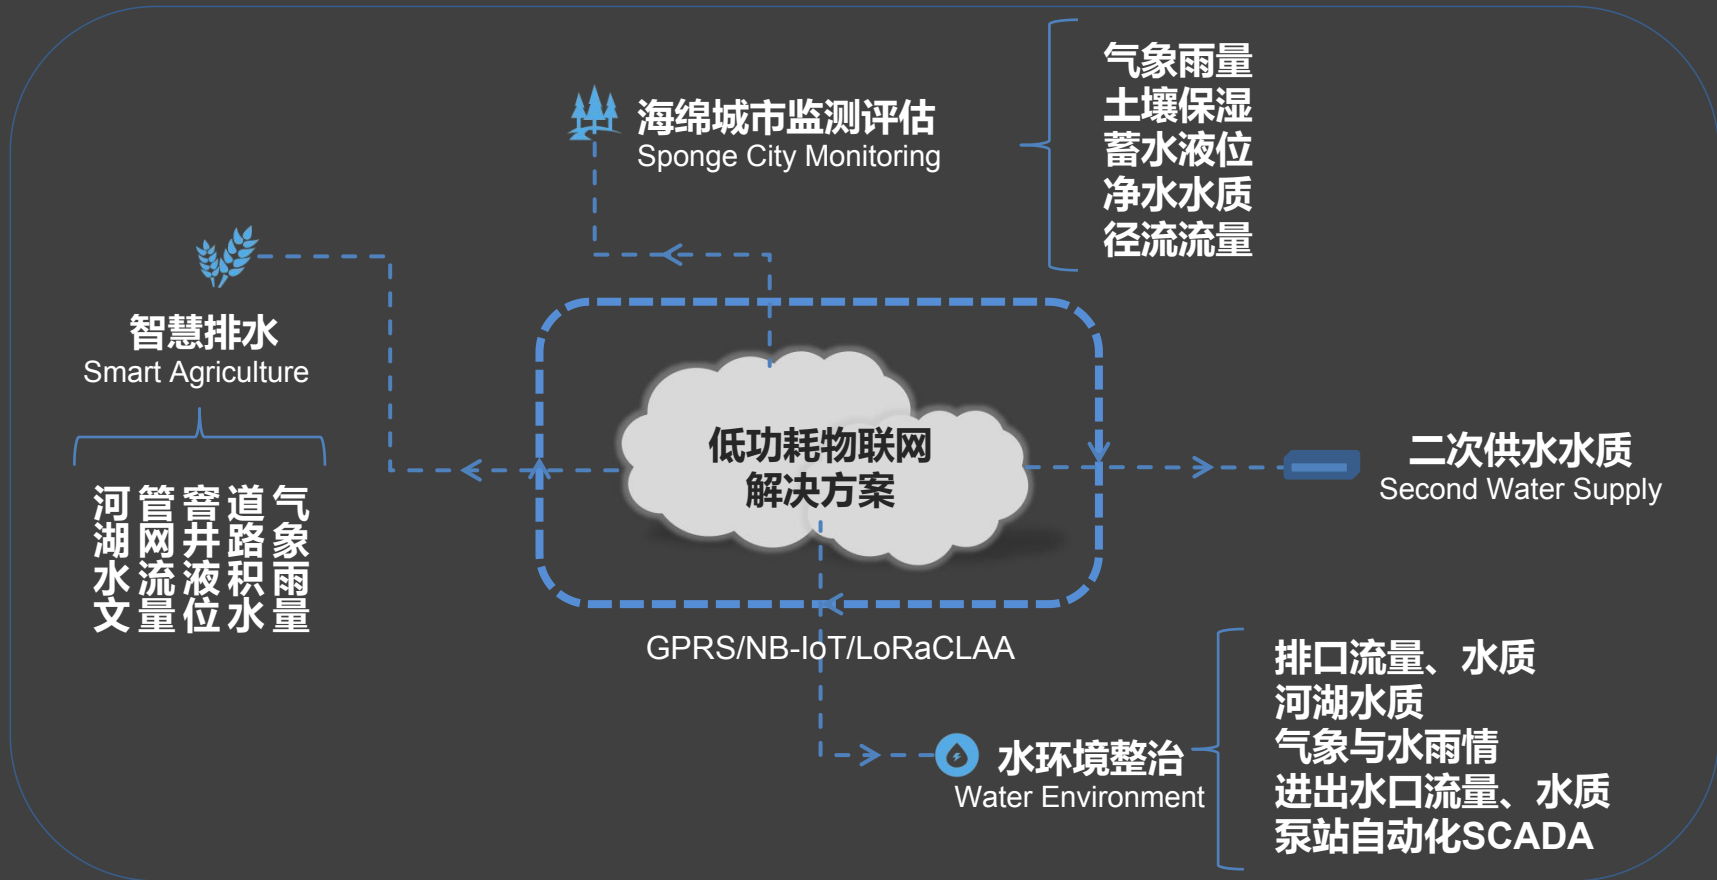 海绵城市监测评估
Sponge City Monitoring
气象雨量
土壤保湿
蓄水液位
净水水质
径流流量
智慧排水
Smart Agriculture
河湖水文
管网流量
窨井液位
道路积水
气象雨量
低功耗物联网
解决方案
GPRS/NB-IoT/LoRaCLAA
二次供水水质
Second Water Supply
水环境整治
Water Environment
排口流量、水质
河湖水质
气象与水雨情
进出水口流量、水质
泵站自动化SCADA